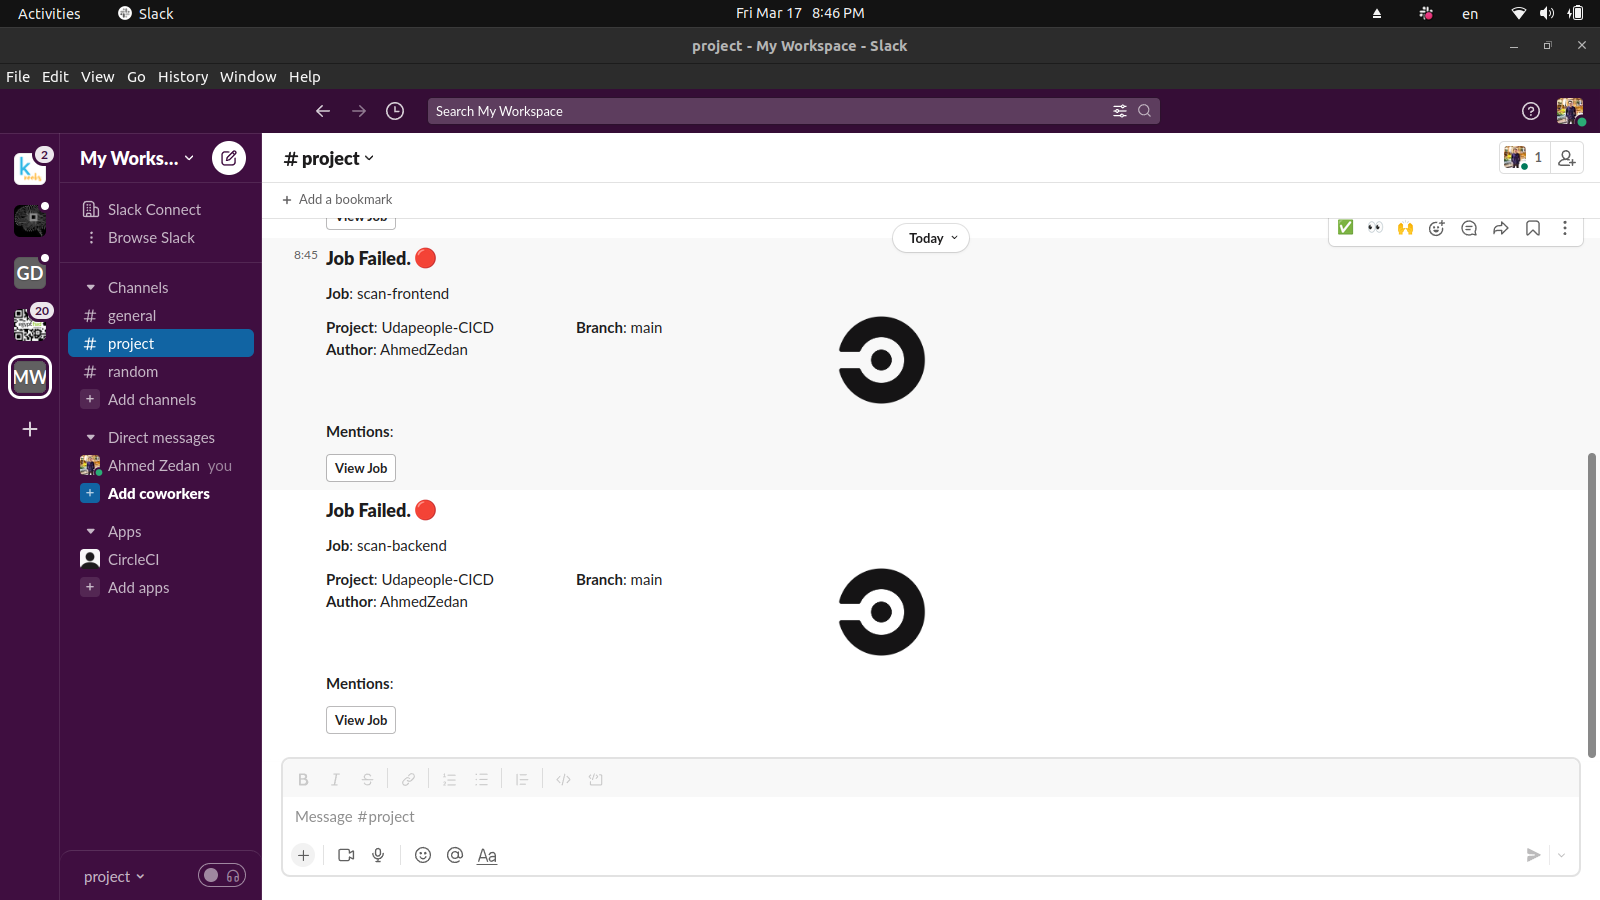 Activities Slack Fri Mar 17 8:46 PM en
project - My Workspace - Slack
File Edit View Go History Window Help
Search My Workspace
2
GD
20
MW
My Works...
Slack Connect
Browse Slack
Channels
# general
# project
# random
Add channels
Direct messages
Ahmed Zedan you
Add coworkers
Apps
CircleCI
Add apps
project
# project
1
Add a bookmark
View Job
Today
8:45 Job Failed.
Job: scan-frontend
Project: Udapeople-CICD Branch: main
Author: AhmedZedan
Mentions:
View Job
Job Failed.
Job: scan-backend
Project: Udapeople-CICD Branch: main
Author: AhmedZedan
Mentions:
View Job
B I S
Message #project
Aa